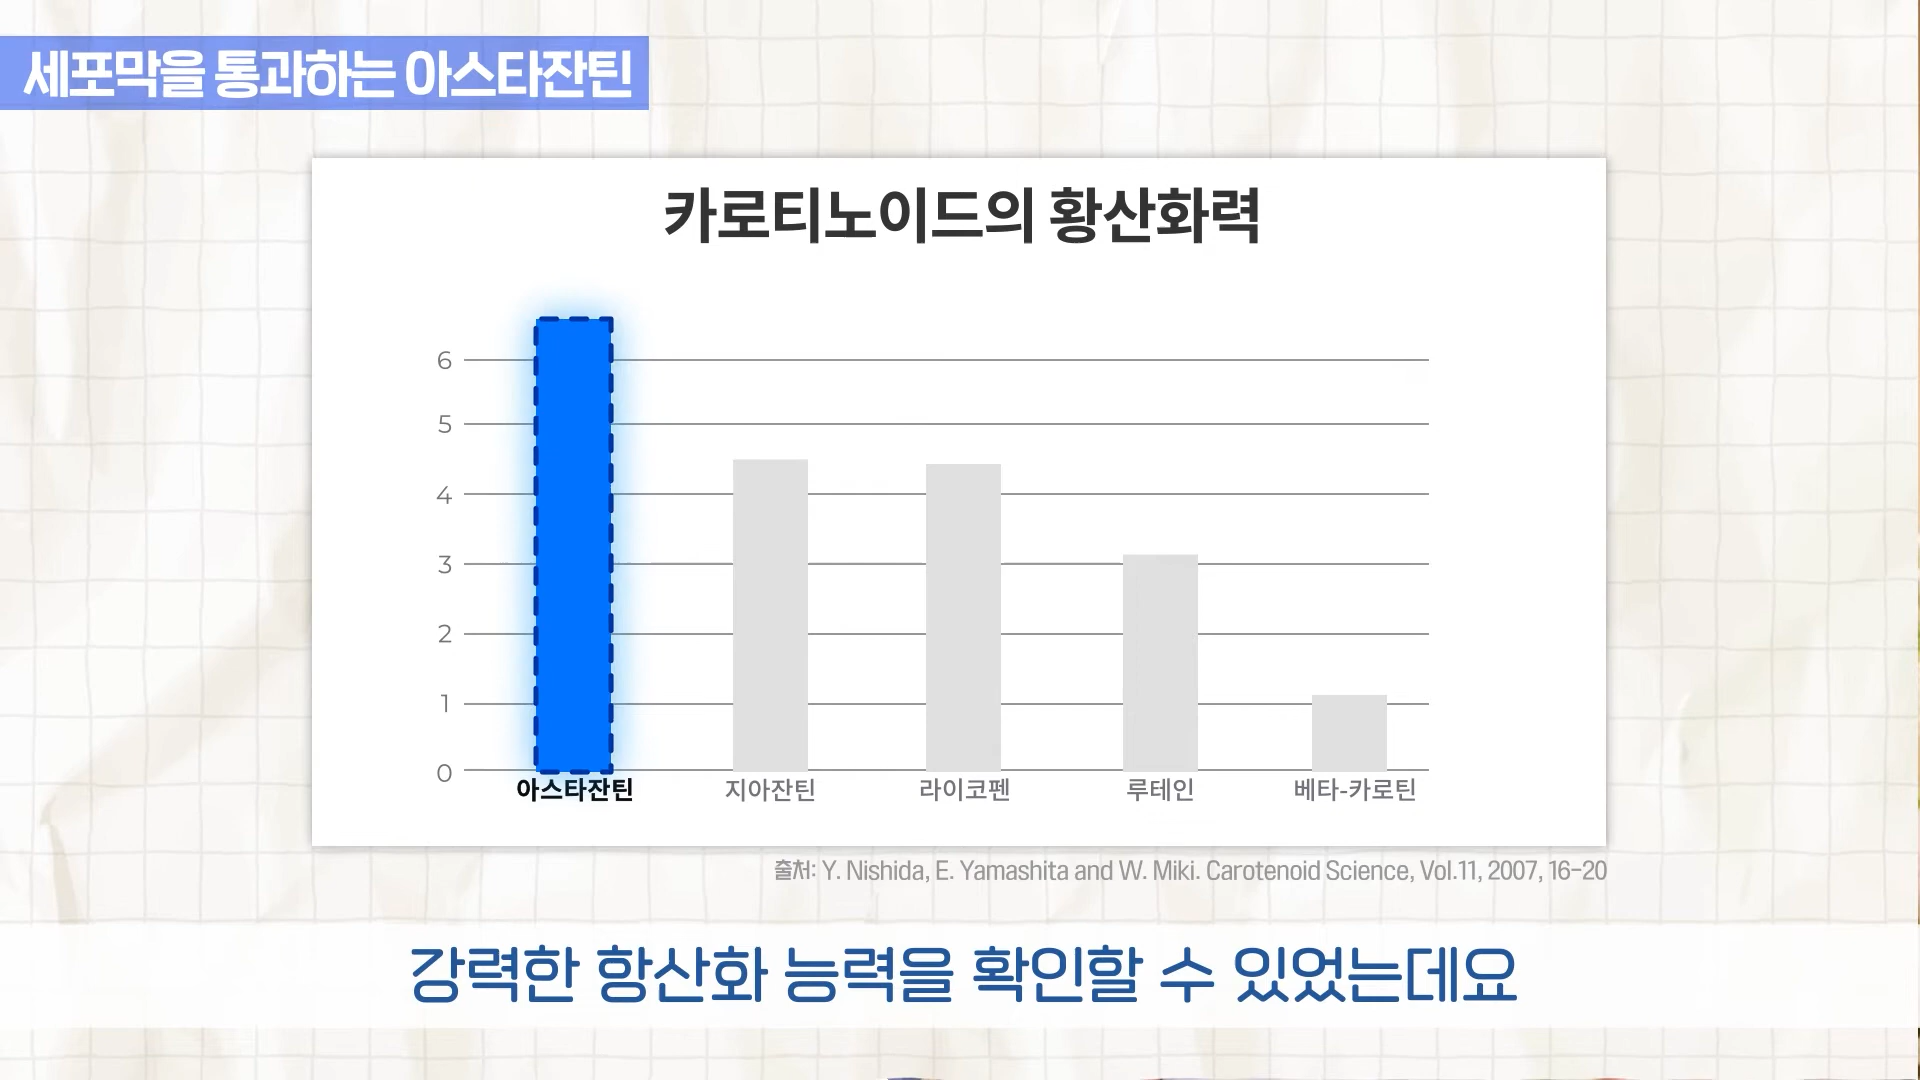 세포막을 통과하는 아스타잔틴
카로티노이드의 황산화력
6
5
4
3
2
1
0
아스타잔틴 지아잔틴 라이코펜 루테인 베타-카로틴
출처: Y. Nishida, E. Yamashita and W. Miki. Carotenoid Science, Vol.11, 2007, 16-20
강력한 항산화 능력을 확인할 수 있었는데요